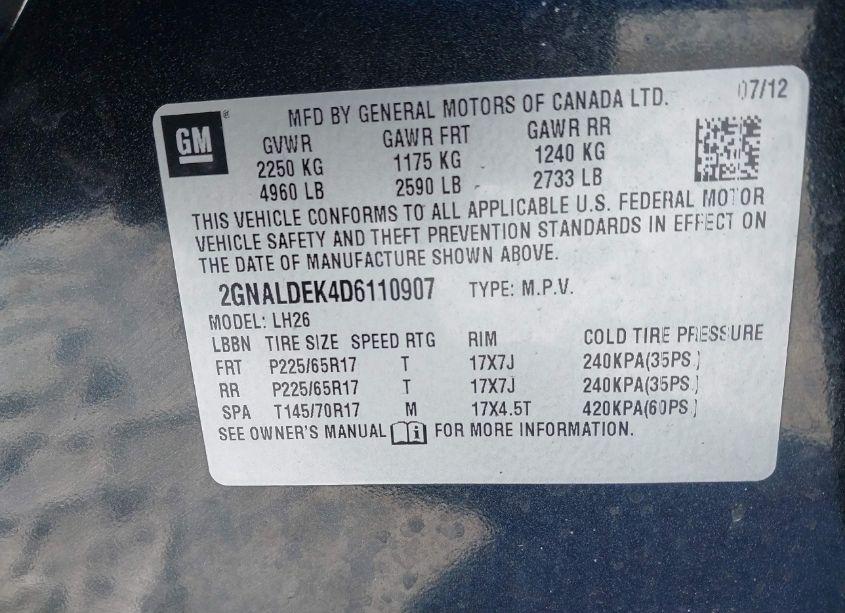 07/12
GM MFD BY GENERAL MOTORS OF CANADA LTD.
GVWR GAWR FRT GAWR RR
2250 KG 1175 KG 1240 KG
4960 LB 2590 LB 2733 LB
THIS VEHICLE CONFORMS TO ALL APPLICABLE U.S. FEDERAL MOTOR
VEHICLE SAFETY AND THEFT PREVENTION STANDARDS IN EFFECT ON
THE DATE OF MANUFACTURE SHOWN ABOVE.
2GNALDEK4D6110907 TYPE: M.P.V.
MODEL: LH26
LBBN TIRE SIZE SPEED RTG RIM COLD TIRE PRESSURE
FRT P225/65R17 T 17X7J 240KPA(35PS)
RR P225/65R17 T 17X7J 240KPA(35PS)
SPA T145/70R17 M 17X4.5T 420KPA(60PS)
SEE OWNER'S MANUAL i FOR MORE INFORMATION.